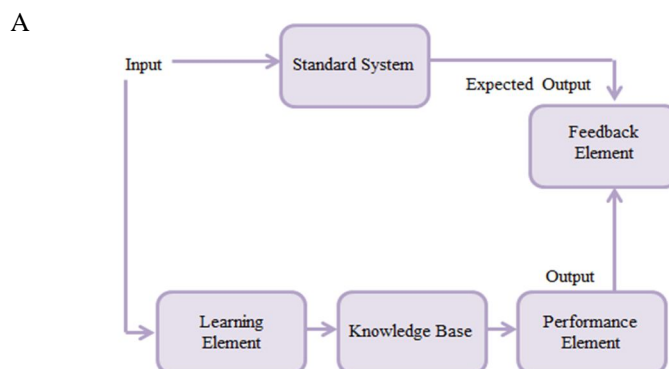 A
Input
Standard System
Expected Output
Feedback
Element
Output
Learning
Element
Knowledge Base
Performance
Element